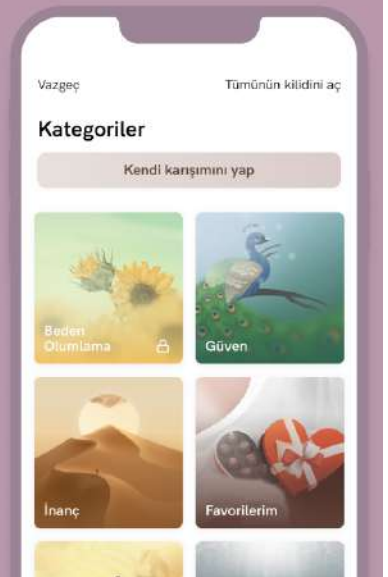 Vazgeç
Tümünün kilidini aç
Kategoriler
Kendi karışımını yap
Beden
Olumlama
Güven
İnanç
Favorilerim